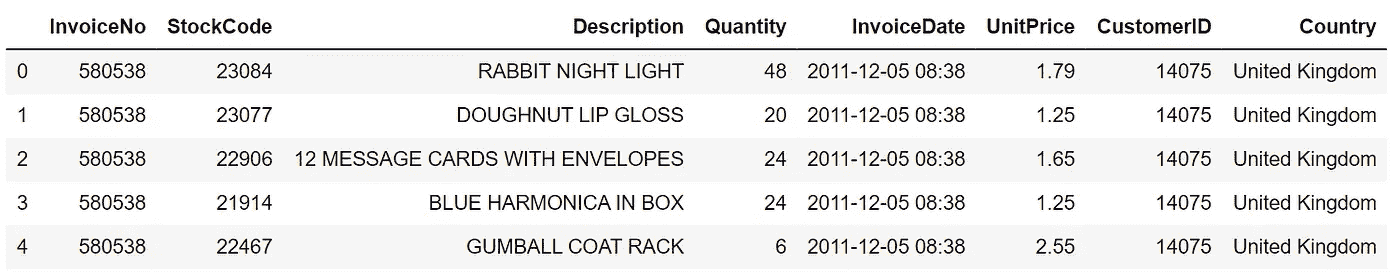 InvoiceNo StockCode Description Quantity InvoiceDate UnitPrice CustomerID Country
0 580538 23084 RABBIT NIGHT LIGHT 48 2011-12-05 08:38 1.79 14075 United Kingdom
1 580538 23077 DOUGHNUT LIP GLOSS 20 2011-12-05 08:38 1.25 14075 United Kingdom
2 580538 22906 12 MESSAGE CARDS WITH ENVELOPES 24 2011-12-05 08:38 1.65 14075 United Kingdom
3 580538 21914 BLUE HARMONICA IN BOX 24 2011-12-05 08:38 1.25 14075 United Kingdom
4 580538 22467 GUMBALL COAT RACK 6 2011-12-05 08:38 2.55 14075 United Kingdom